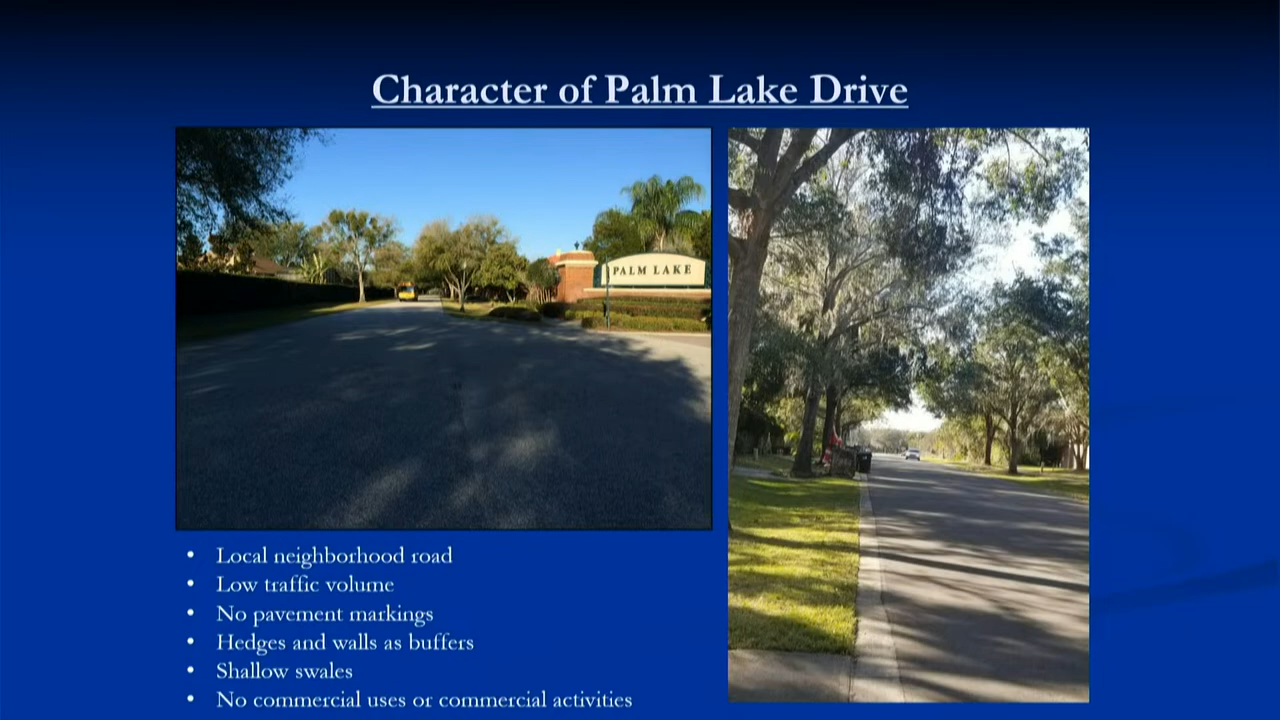 Character of Palm Lake Drive
PALM LAKE
• Local neighborhood road
• Low traffic volume
• No pavement markings
• Hedges and walls as buffers
• Shallow swales
• No commercial uses or commercial activities